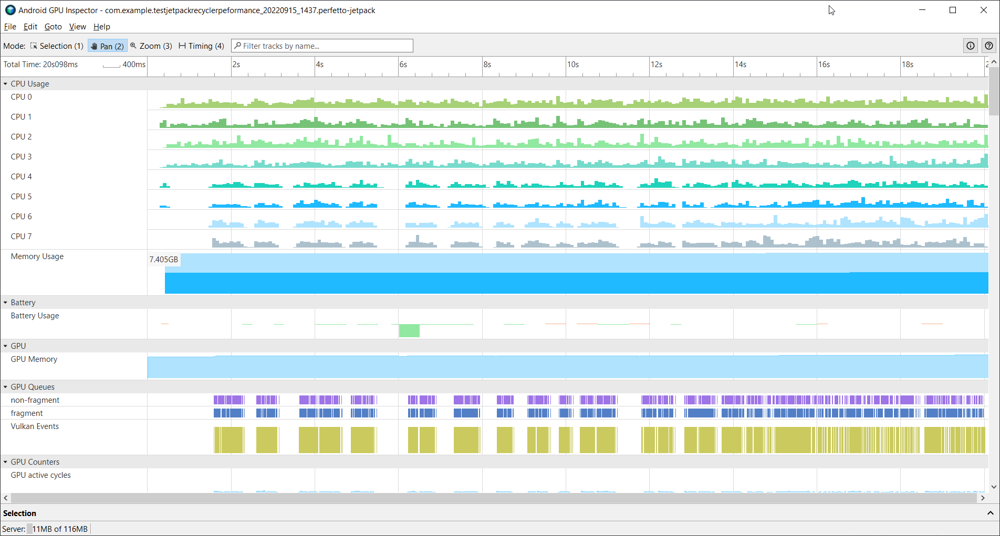 Android GPU Inspector - com.example.testjetpackrecyclerpeformance_20220915_1437.perfetto-jetpack
File Edit Goto View Help
Mode: Selection (1) Pan (2) Zoom (3) Timing (4) Filter tracks by name...
Total Time: 20s098ms 400ms 2s 4s 6s 8s 10s 12s 14s 16s 18s
CPU Usage
CPU 0
CPU 1
CPU 2
CPU 3
CPU 4
CPU 5
CPU 6
CPU 7
Memory Usage 7.405GB
Battery
Battery Usage
GPU
GPU Memory
GPU Queues
non-fragment
fragment
Vulkan Events
GPU Counters
GPU active cycles
Selection
Server: 11MB of 116MB